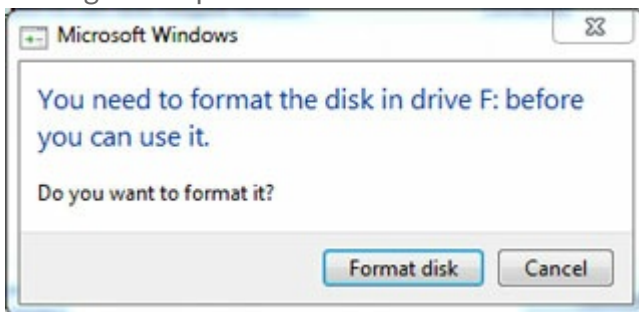 Microsoft Windows
You need to format the disk in drive F: before
you can use it.
Do you want to format it?
Format disk
Cancel